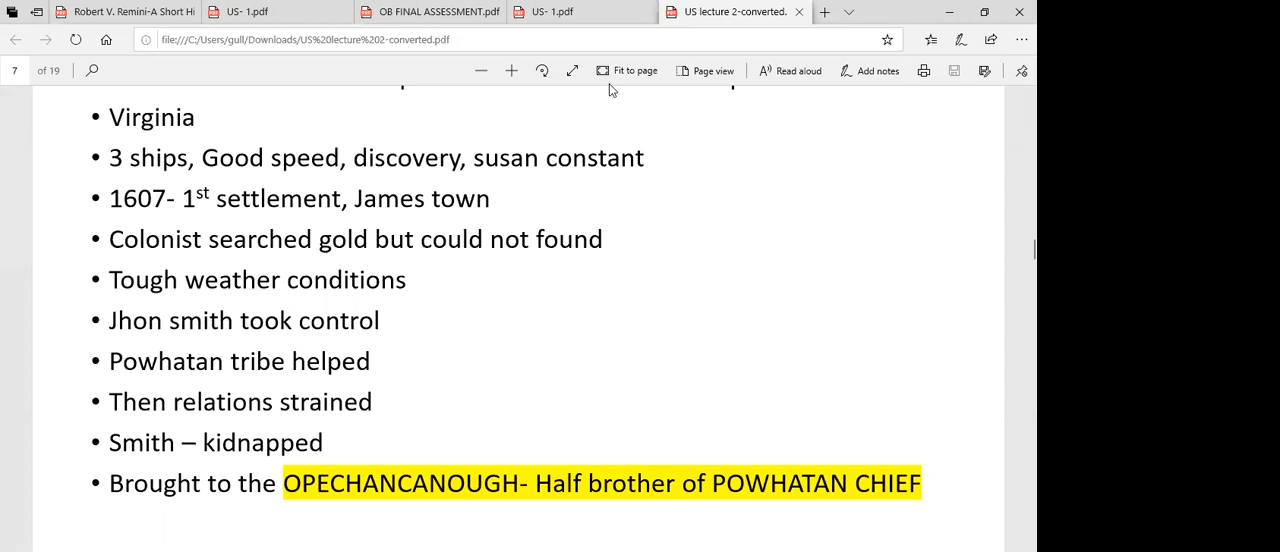 Robert V. Remini-A Short Hi
US- 1.pdf
OB FINAL ASSESSMENT.pdf
US- 1.pdf
US lecture 2-converted.
file:///C:/Users/gull/Downloads/US%20lecture%202-converted.pdf
7 of 19
Fit to page
Page view
Read aloud
Add notes
• Virginia
• 3 ships, Good speed, discovery, susan constant
• 1607- 1st settlement, James town
• Colonist searched gold but could not found
• Tough weather conditions
• Jhon smith took control
• Powhatan tribe helped
• Then relations strained
• Smith – kidnapped
• Brought to the OPECHANCANOUGH- Half brother of POWHATAN CHIEF